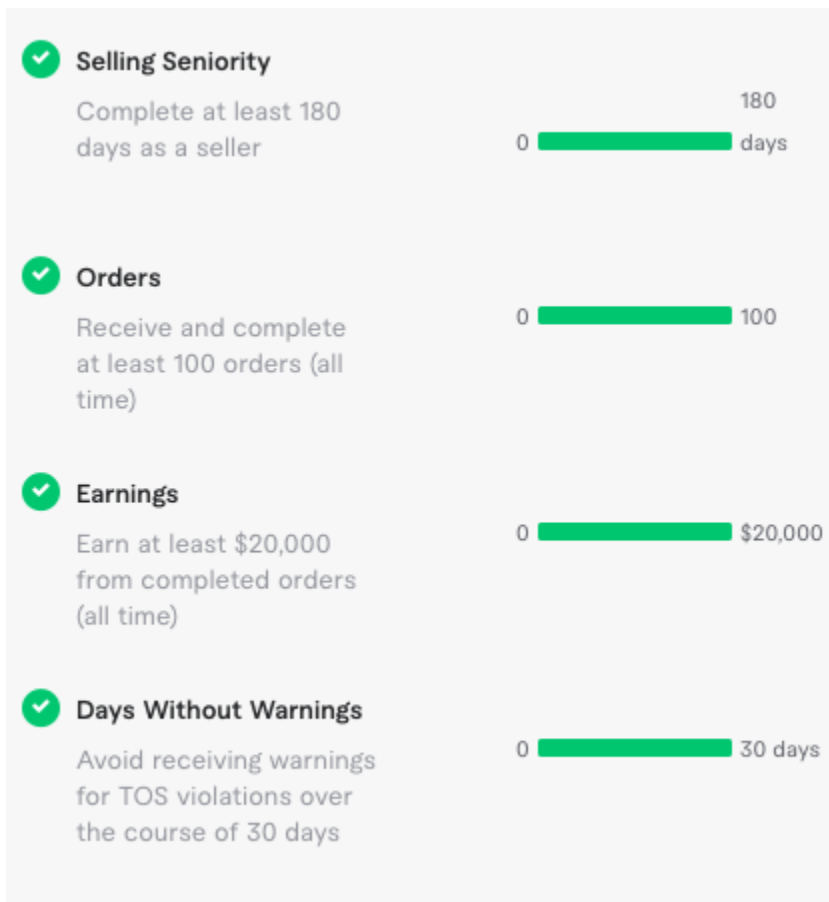 Selling Seniority
Complete at least 180
days as a seller
0
180
days
Orders
Receive and complete
at least 100 orders (all
time)
0
100
Earnings
Earn at least $20,000
from completed orders
(all time)
0
$20,000
Days Without Warnings
Avoid receiving warnings
for TOS violations over
the course of 30 days
0
30 days